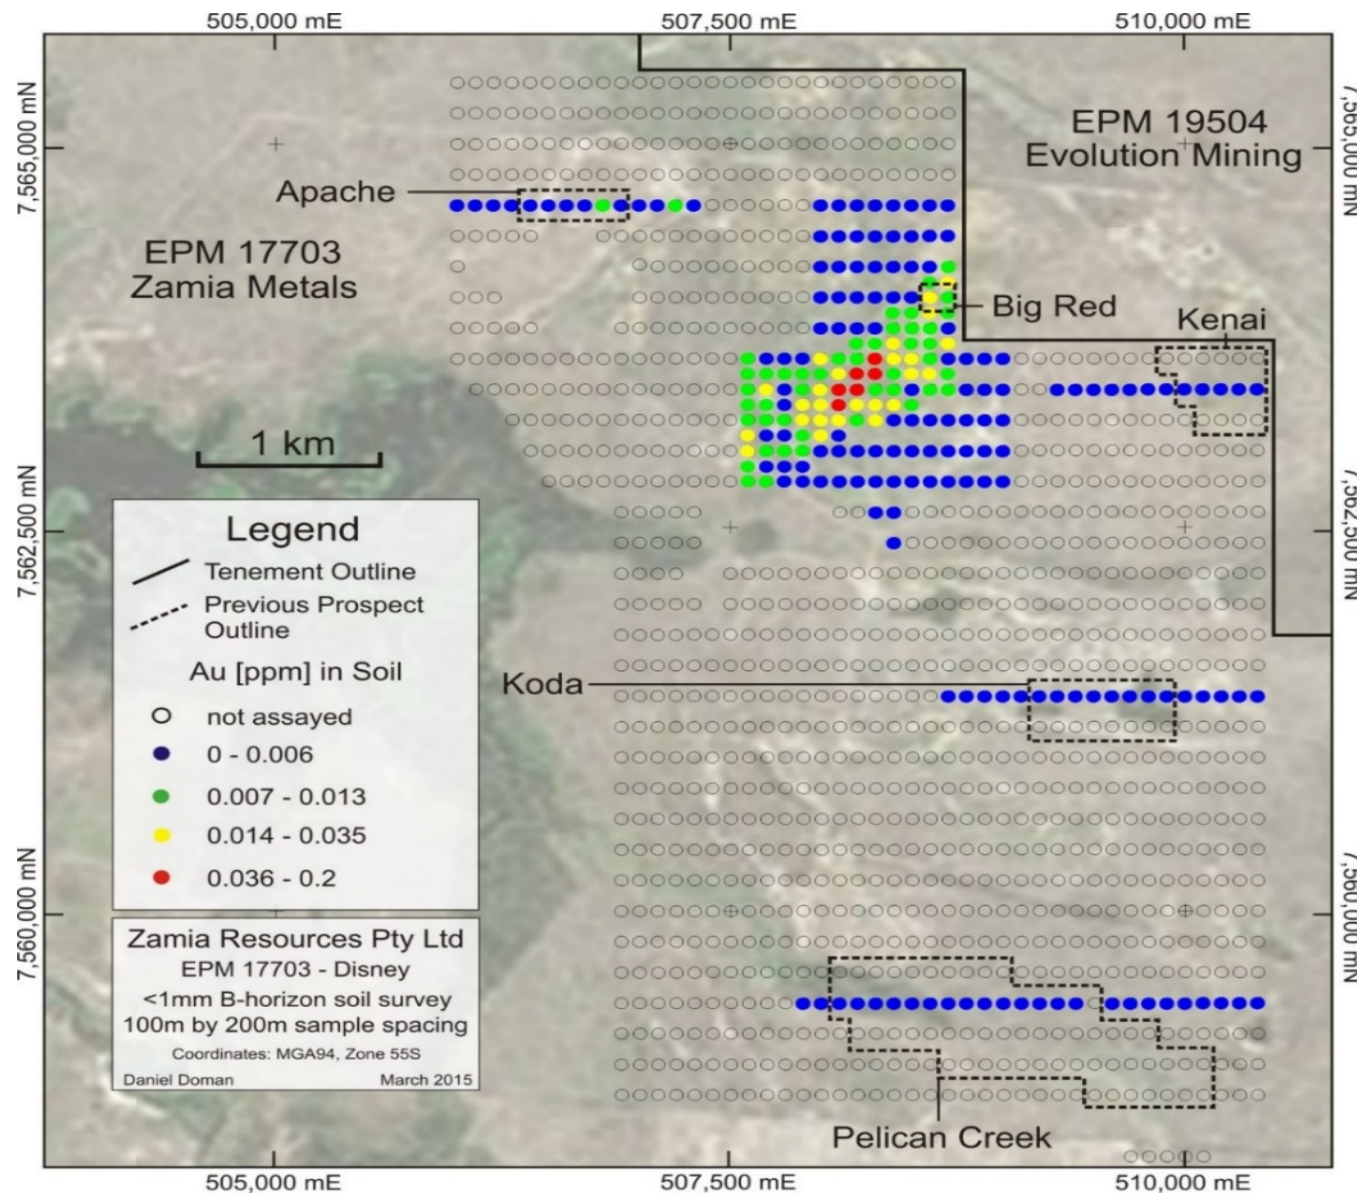 505,000 mE
507,500 mE
510,000 mE
7,565,000 mN
7,565,000 mN
EPM 19504
Evolution Mining
Apache
EPM 17703
Zamia Metals
Big Red
Kenai
1 km
7,562,500 mN
7,562,500 mN
Legend
Tenement Outline
Previous Prospect
Outline
Au [ppm] in Soil
not assayed
0 - 0.006
0.007 - 0.013
0.014 - 0.035
0.036 - 0.2
Koda
7,560,000 mN
7,560,000 mN
Zamia Resources Pty Ltd
EPM 17703 - Disney
<1mm B-horizon soil survey
100m by 200m sample spacing
Coordinates: MGA94, Zone 55S
Daniel Doman March 2015
Pelican Creek
505,000 mE
507,500 mE
510,000 mE